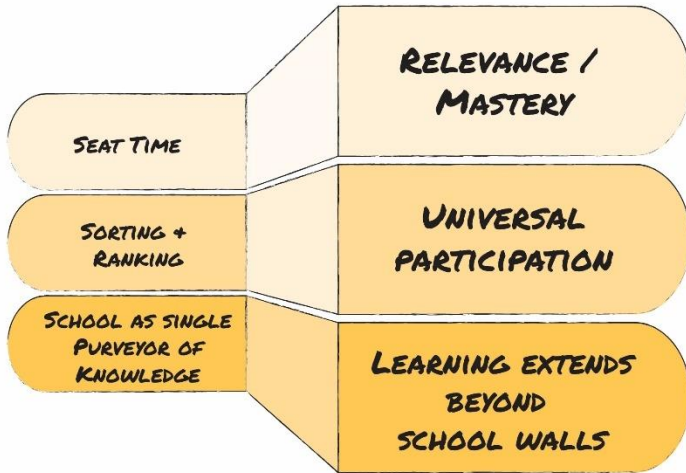 Seat Time
Relevance /
Mastery
Sorting +
Ranking
Universal
participation
School as single
Purveyor of
Knowledge
Learning extends
beyond
school walls